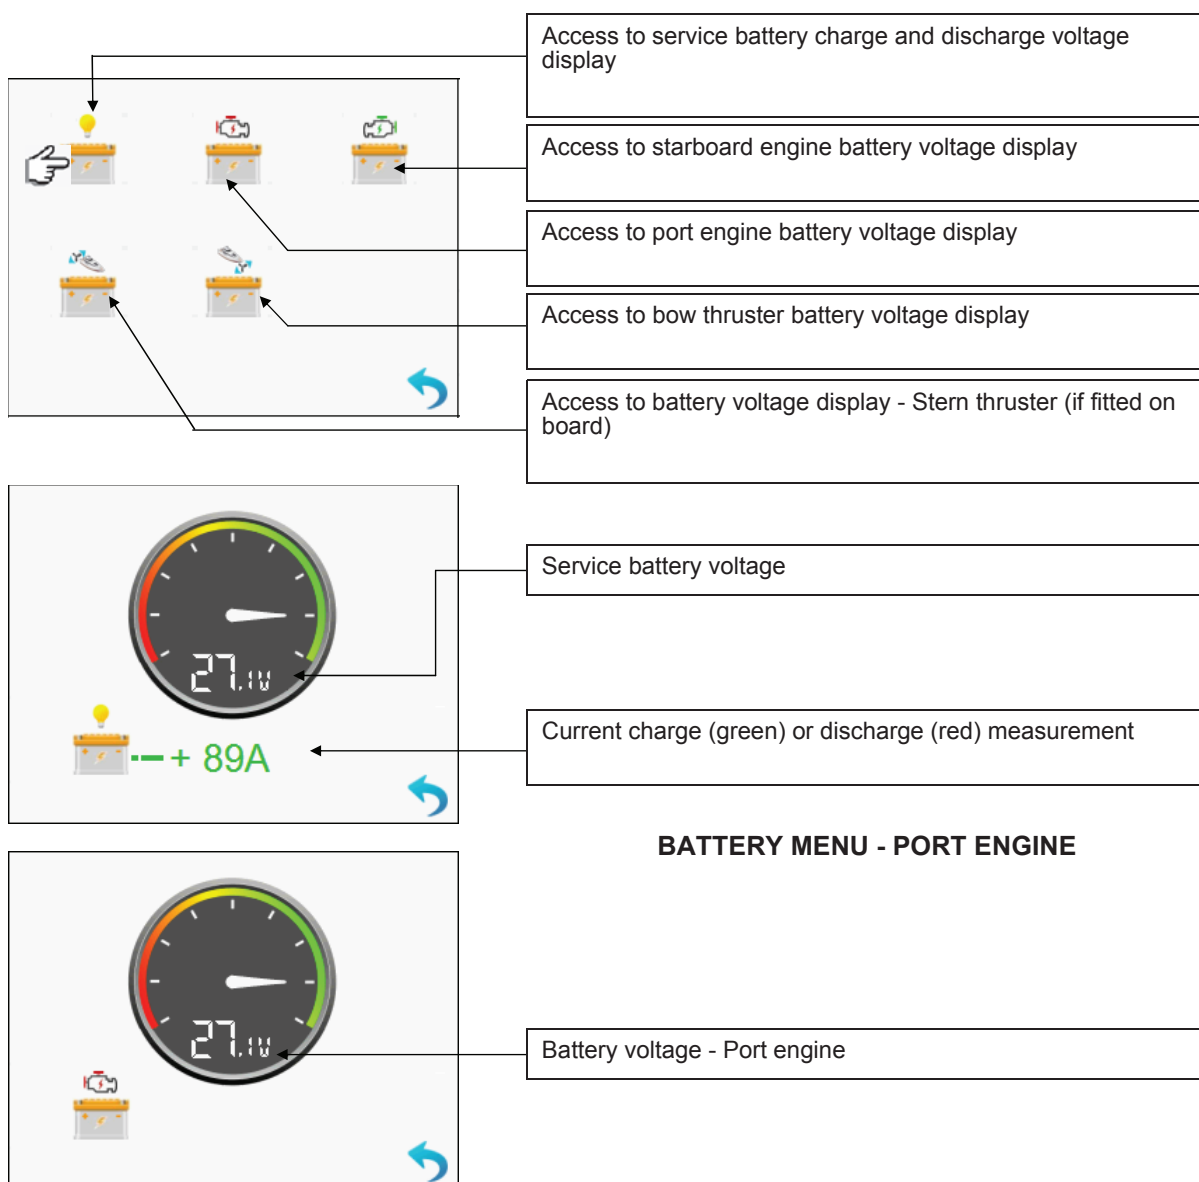 Access to service battery charge and discharge voltage
display
Access to starboard engine battery voltage display
Access to port engine battery voltage display
Access to bow thruster battery voltage display
Access to battery voltage display - Stern thruster (if fitted on
board)
Service battery voltage
27.1V
Current charge (green) or discharge (red) measurement
+ 89A
BATTERY MENU - PORT ENGINE
Battery voltage - Port engine
27.1V